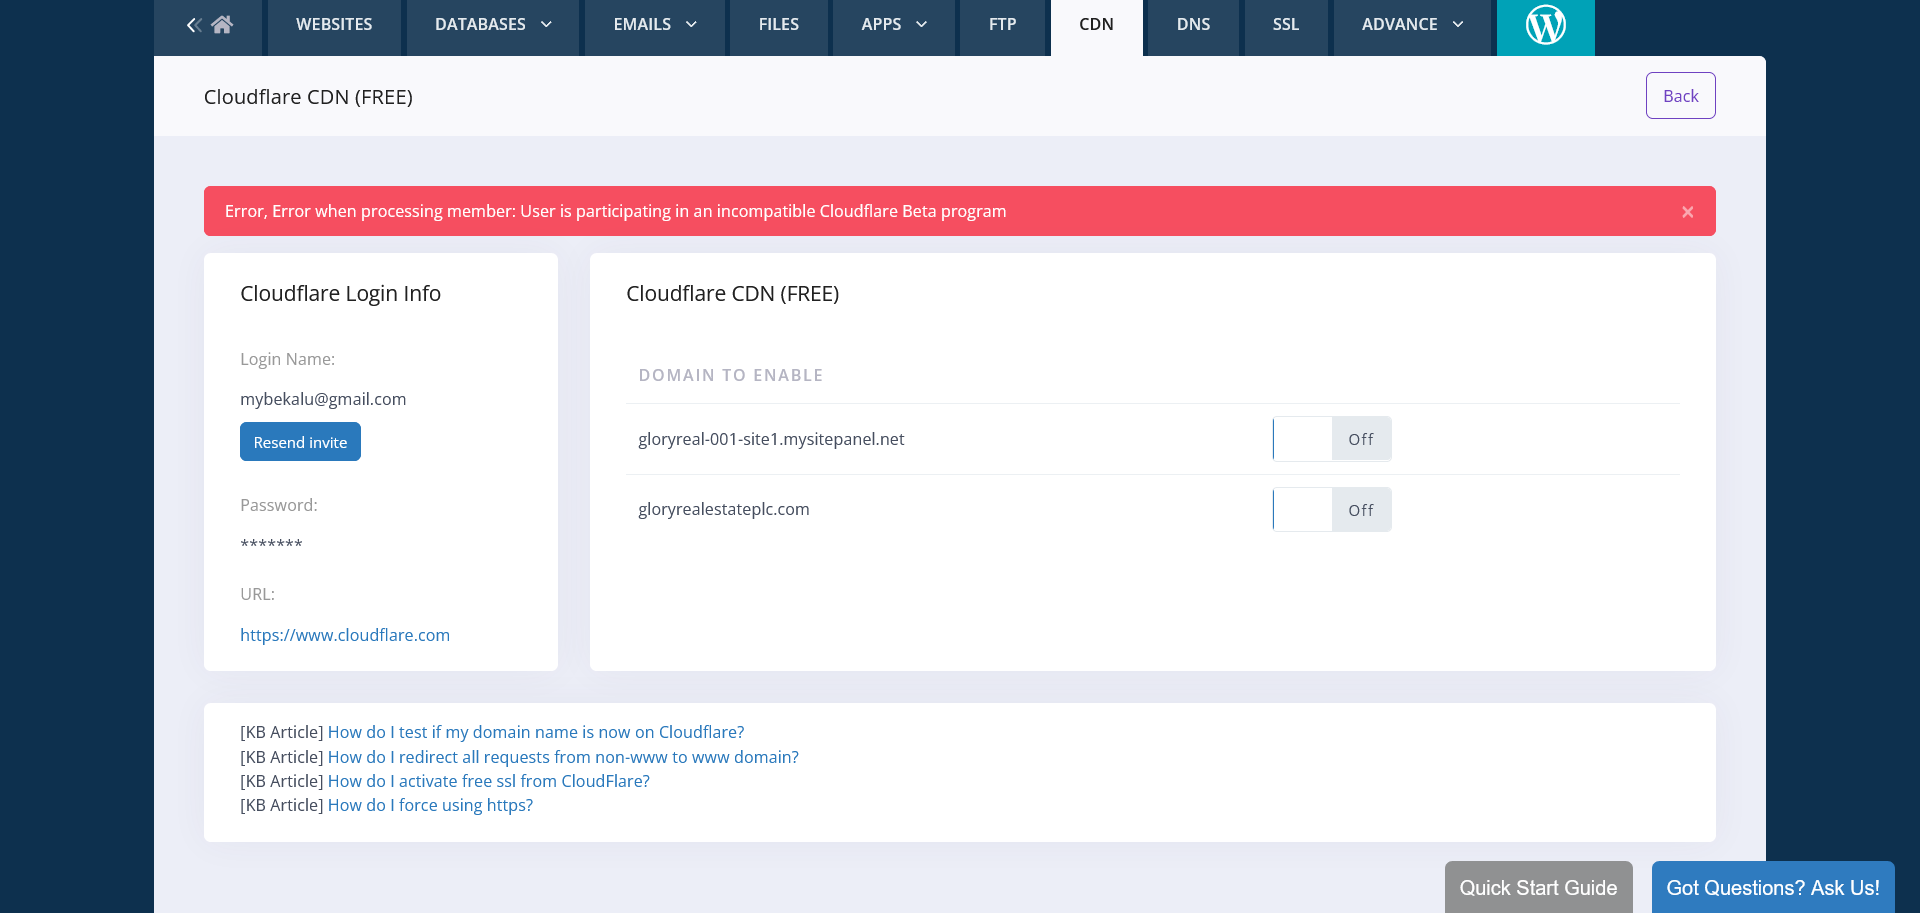 WEBSITES DATABASES EMAILS FILES APPS FTP CDN DNS SSL ADVANCE
Cloudflare CDN (FREE)
Back
Error, Error when processing member: User is participating in an incompatible Cloudflare Beta program
×
Cloudflare Login Info
Login Name:
mybekalu@gmail.com
Resend invite
Password:
*******
URL:
https://www.cloudflare.com
Cloudflare CDN (FREE)
DOMAIN TO ENABLE
gloryreal-001-site1.mysitepanel.net Off
gloryrealestateplc.com Off
[KB Article] How do I test if my domain name is now on Cloudflare?
[KB Article] How do I redirect all requests from non-www to www domain?
[KB Article] How do I activate free ssl from CloudFlare?
[KB Article] How do I force using https?
Quick Start Guide
Got Questions? Ask Us!